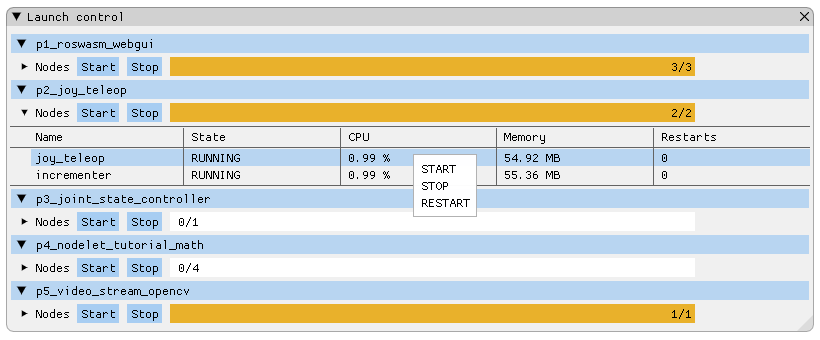 Launch control
p1_roswasm_webgui
Nodes Start Stop 3/3
p2_joy_teleop
Nodes Start Stop 2/2
Name State CPU Memory Restarts
joy_teleop RUNNING 0.99 % 54.92 MB 0
incrementer RUNNING 0.99 % 55.36 MB 0
START
STOP
RESTART
p3_joint_state_controller
Nodes Start Stop 0/1
p4_nodelet_tutorial_math
Nodes Start Stop 0/4
p5_video_stream_opencv
Nodes Start Stop 1/1